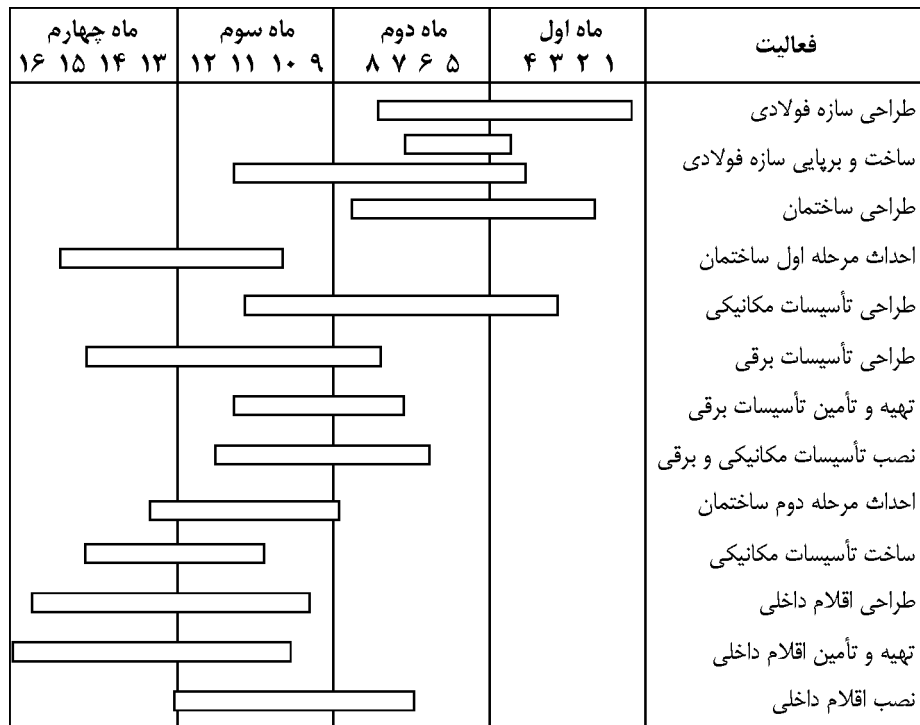 فعالیت ماه اول ماه دوم ماه سوم ماه چهارم
۱ ۲ ۳ ۴ ۵ ۶ ۷ ۸ ۹ ۱۰ ۱۱ ۱۲ ۱۳ ۱۴ ۱۵ ۱۶
طراحی سازه فولادی
ساخت و برپایی سازه فولادی
طراحی ساختمان
احداث مرحله اول ساختمان
طراحی تأسیسات مکانیکی
طراحی تأسیسات برقی
تهیه و تأمین تأسیسات برقی
نصب تأسیسات مکانیکی و برقی
احداث مرحله دوم ساختمان
ساخت تأسیسات مکانیکی
طراحی اقلام داخلی
تهیه و تأمین اقلام داخلی
نصب اقلام داخلی